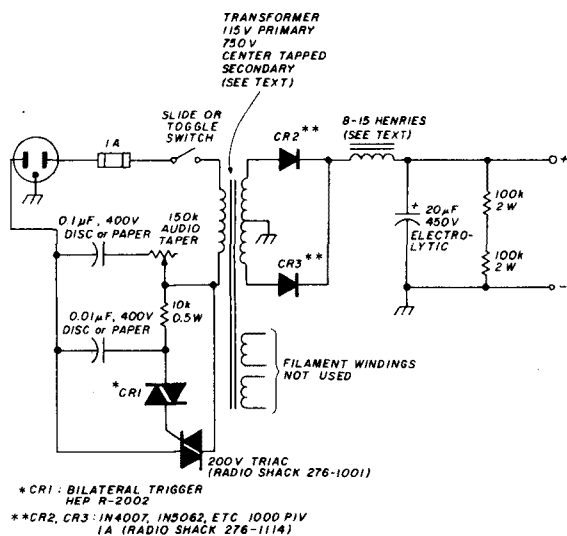 TRANSFORMER
115V PRIMARY
750V
CENTER TAPPED
SECONDARY
(SEE TEXT)
SLIDE OR
TOGGLE
SWITCH
1A
CR2**
8-15 HENRIES
(SEE TEXT)
+
0.1μF, 400V
DISC or PAPER
150k
AUDIO
TAPER
+
20μF
450V
ELECTRO-
LYTIC
100k
2W
100k
2W
CR3**
-
10k
0.5W
0.01μF, 400V
DISC or PAPER
FILAMENT WINDINGS
NOT USED
*CR1
200V TRIAC
(RADIO SHACK 276-1001)
*CR1: BILATERAL TRIGGER
HEP R-2002
**CR2, CR3: 1N4007, 1N5062, ETC 1000 PIV
1A (RADIO SHACK 276-1114)